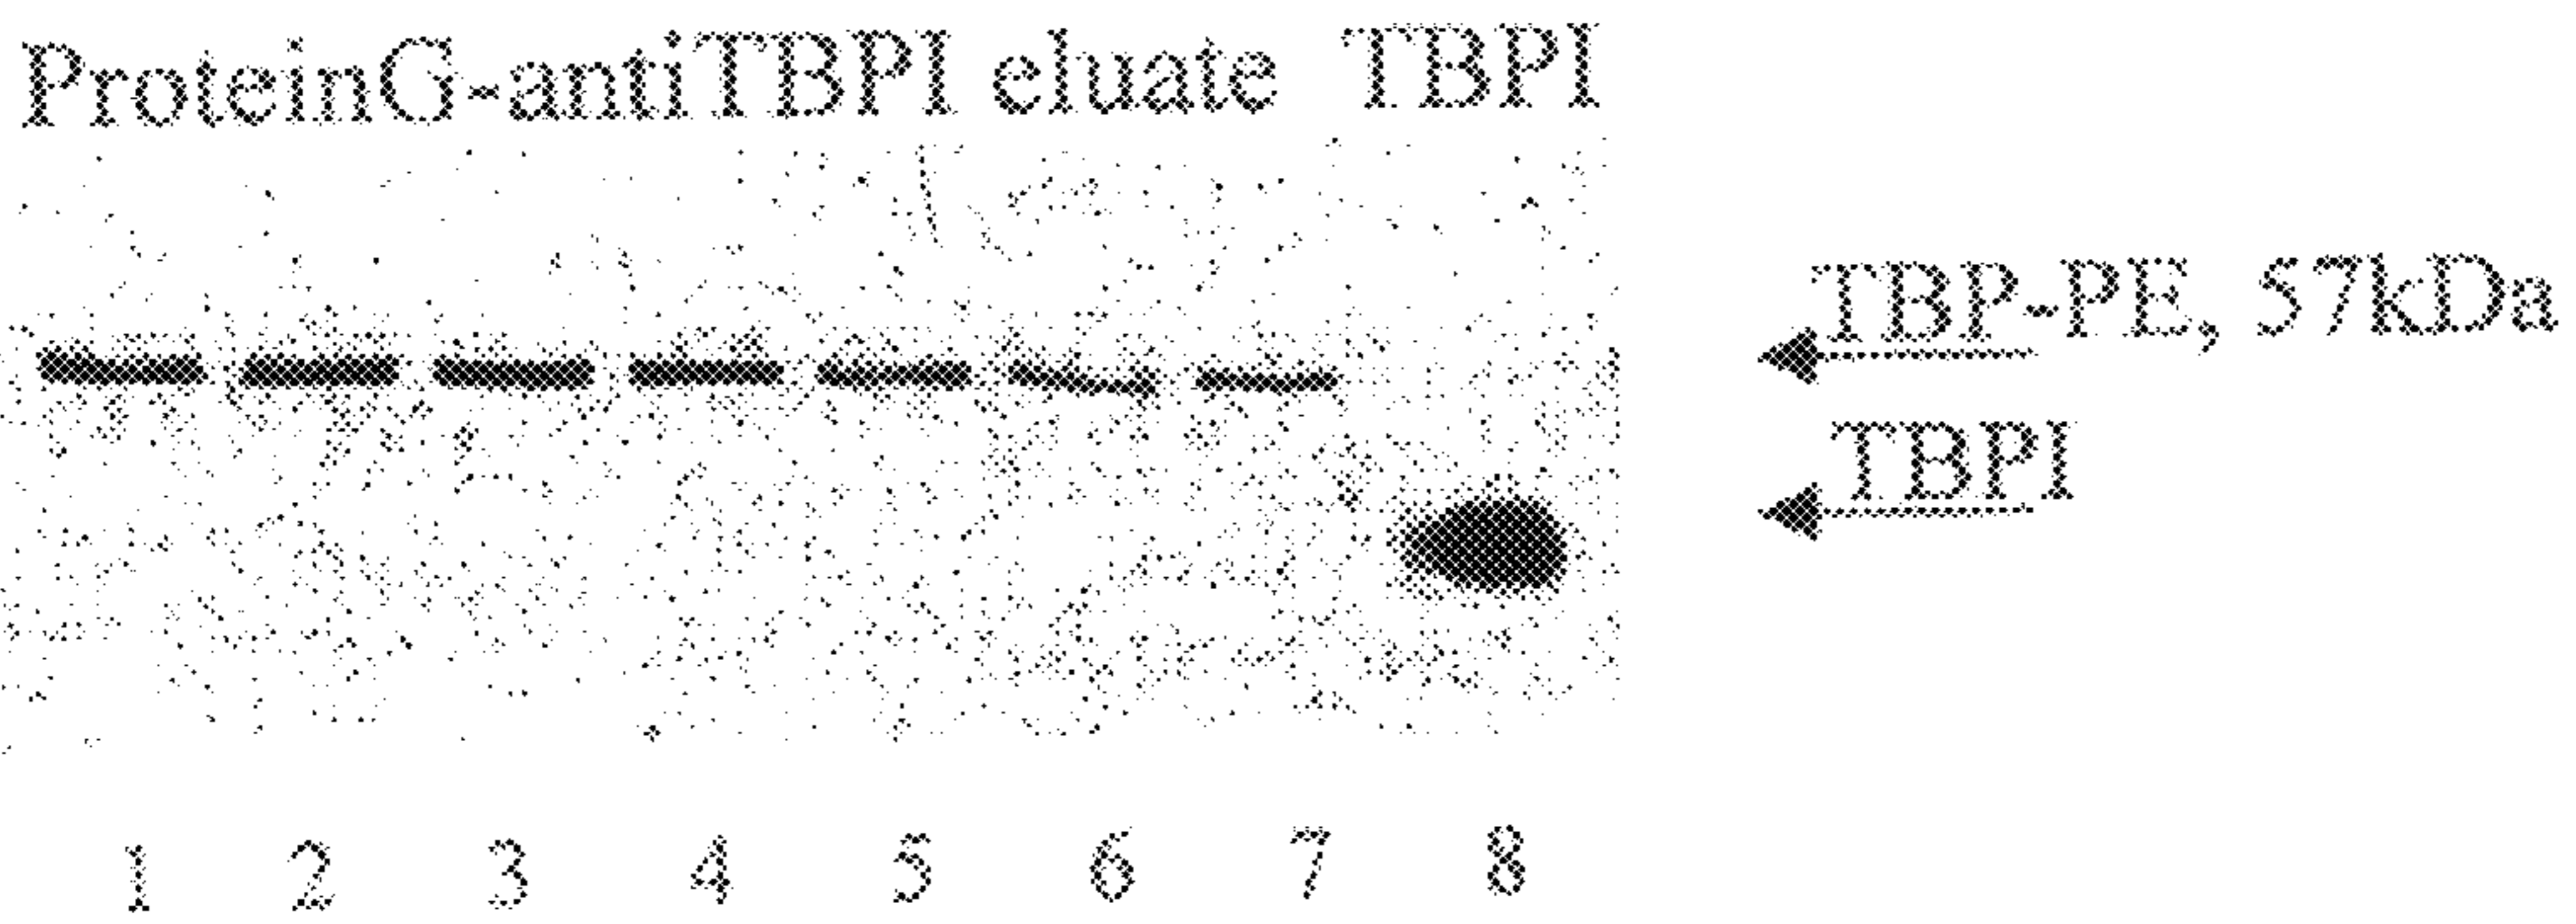 ProteinG-antiTBPI eluate TBPI
TBP-PE, 57kDa
TBPI
1 2 3 4 5 6 7 8